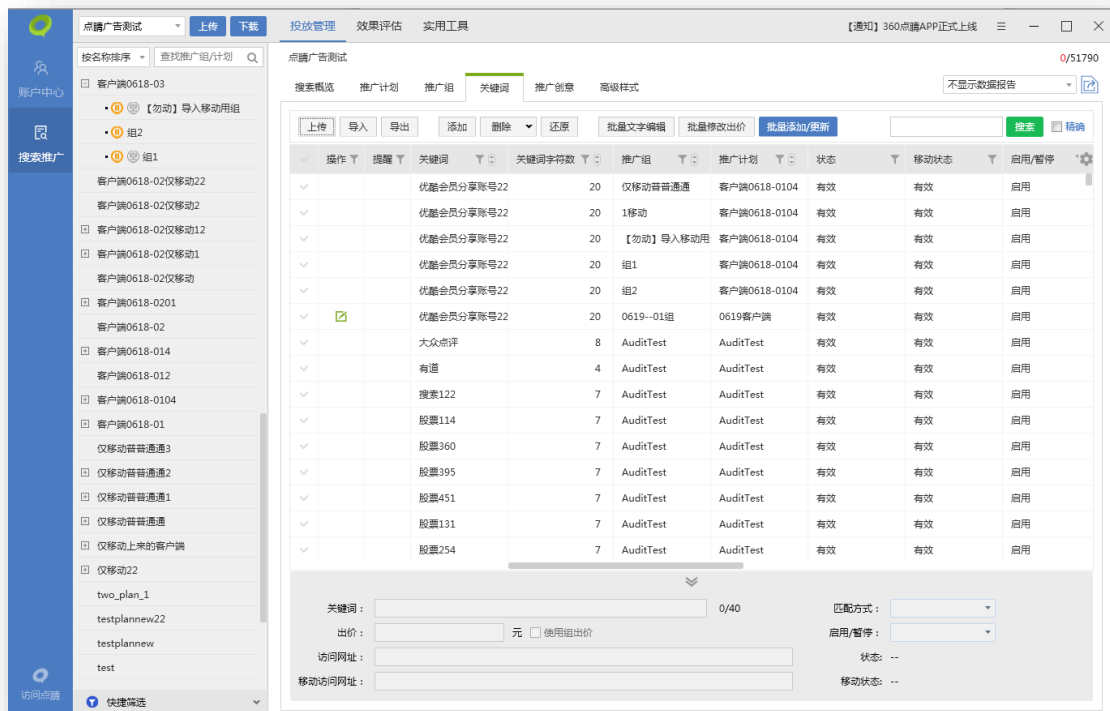 点睛广告测试 上传 下载 投放管理 效果评估 实用工具 【通知】360点睛APP正式上线
账户中心
搜索推广
访问点睛
按名称排序 查找推广组/计划
客户端0618-03
【勿动】导入移动用组
组2
组1
客户端0618-02仅移动22
客户端0618-02仅移动2
客户端0618-02仅移动12
客户端0618-02仅移动1
客户端0618-02仅移动
客户端0618-0201
客户端0618-02
客户端0618-014
客户端0618-012
客户端0618-0104
客户端0618-01
仅移动普普通通3
仅移动普普通通2
仅移动普普通通1
仅移动普普通通
仅移动上来的客户端
仅移动22
two_plan_1
testplannew22
testplannew
test
快捷筛选
点睛广告测试 0/51790
搜索概览 推广计划 推广组 关键词 推广创意 高级样式 不显示数据报告
上传 导入 导出 添加 删除 还原 批量文字编辑 批量修改出价 批量添加/更新 搜索 精确
操作 提醒 关键词 关键词字符数 推广组 推广计划 状态 移动状态 启用/暂停
优酷会员分享账号22 20 仅移动普普通通 客户端0618-0104 有效 有效 启用
优酷会员分享账号22 20 1移动 客户端0618-0104 有效 有效 启用
优酷会员分享账号22 20 【勿动】导入移动用 客户端0618-0104 有效 有效 启用
优酷会员分享账号22 20 组1 客户端0618-0104 有效 有效 启用
优酷会员分享账号22 20 组2 客户端0618-0104 有效 有效 启用
优酷会员分享账号22 20 0619--01组 0619客户端 有效 有效 启用
大众点评 8 AuditTest AuditTest 有效 有效 启用
有道 4 AuditTest AuditTest 有效 有效 启用
搜索122 7 AuditTest AuditTest 有效 有效 启用
股票114 7 AuditTest AuditTest 有效 有效 启用
股票360 7 AuditTest AuditTest 有效 有效 启用
股票395 7 AuditTest AuditTest 有效 有效 启用
股票451 7 AuditTest AuditTest 有效 有效 启用
股票131 7 AuditTest AuditTest 有效 有效 启用
股票254 7 AuditTest AuditTest 有效 有效 启用
关键词： 0/40 匹配方式：
出价： 元 使用组出价 启用/暂停：
访问网址： 状态: --
移动访问网址： 移动状态: --